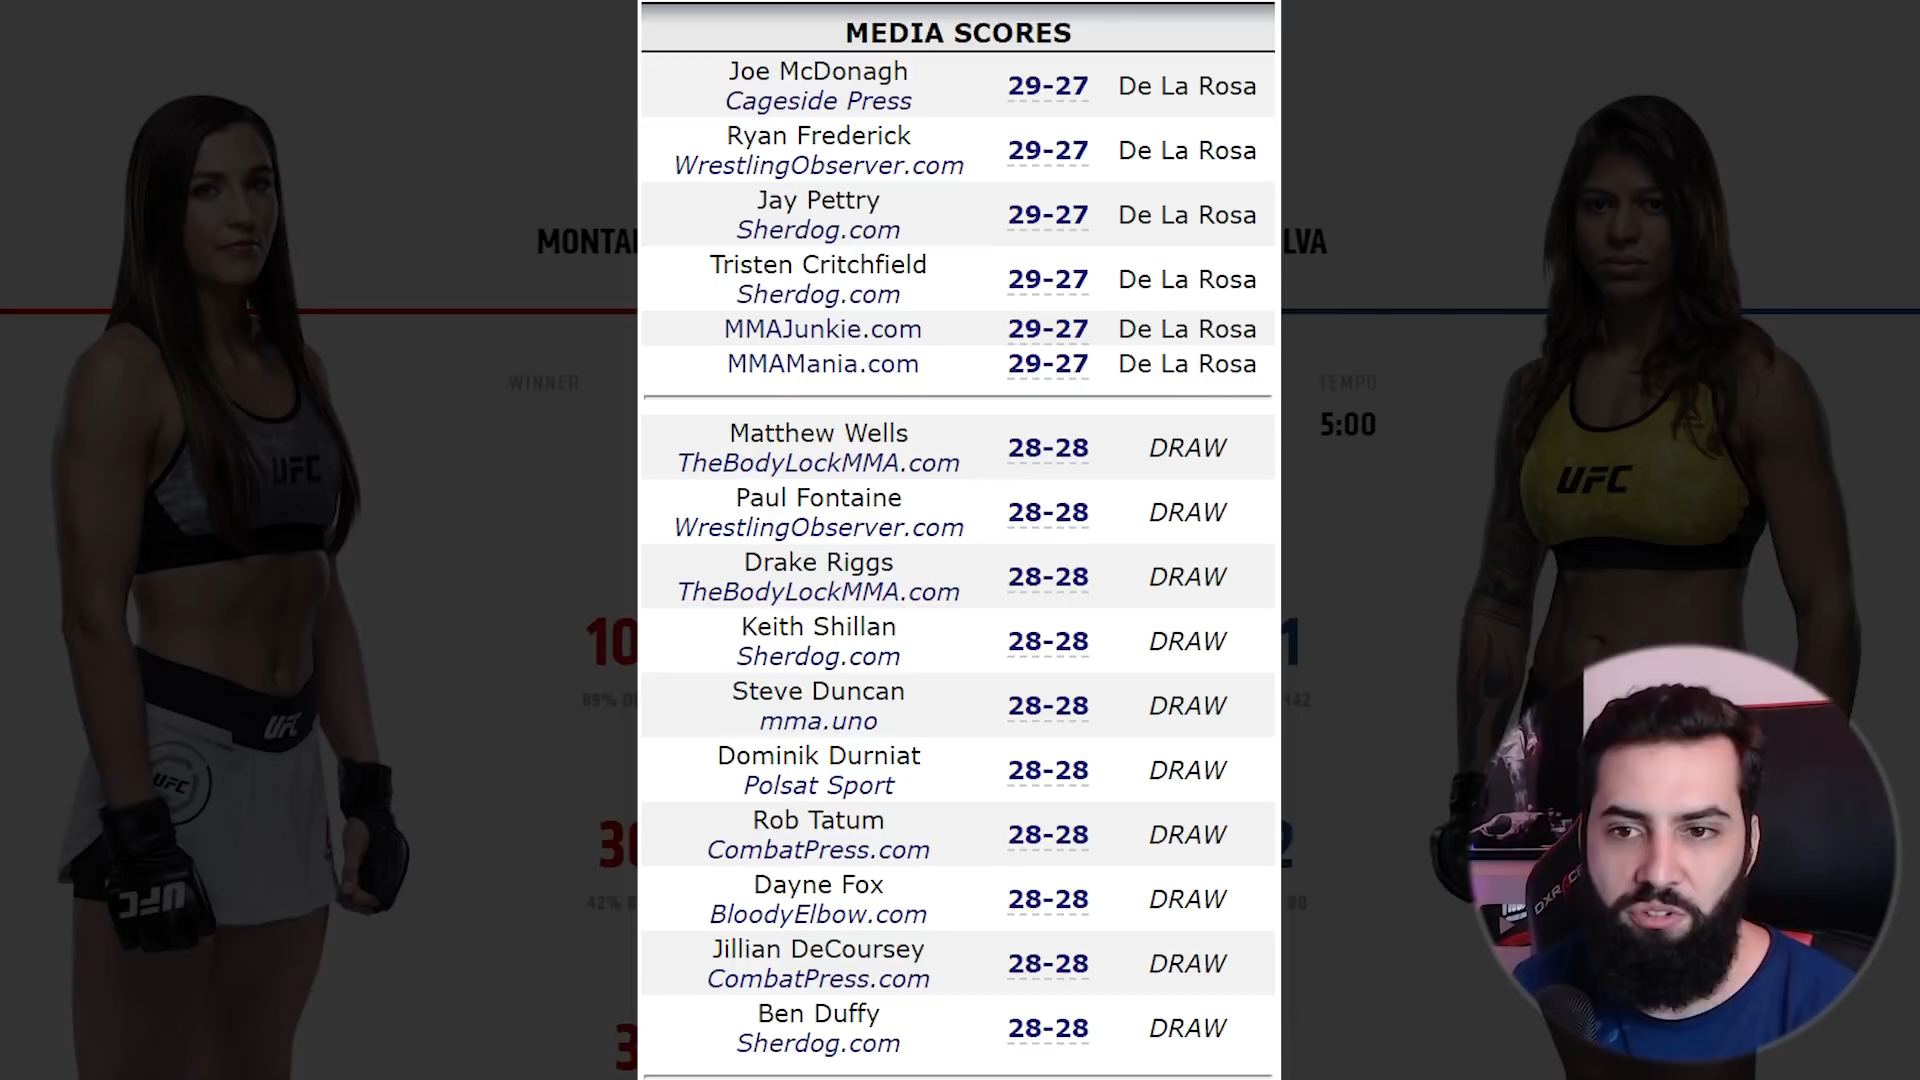 MEDIA SCORES
Joe McDonagh
Cageside Press
29-27 De La Rosa
Ryan Frederick
WrestlingObserver.com
29-27 De La Rosa
Jay Pettry
Sherdog.com
29-27 De La Rosa
Tristen Critchfield
Sherdog.com
29-27 De La Rosa
MMAJunkie.com 29-27 De La Rosa
MMAMania.com 29-27 De La Rosa
Matthew Wells
TheBodyLockMMA.com
28-28 DRAW
Paul Fontaine
WrestlingObserver.com
28-28 DRAW
Drake Riggs
TheBodyLockMMA.com
28-28 DRAW
Keith Shillan
Sherdog.com
28-28 DRAW
Steve Duncan
mma.uno
28-28 DRAW
Dominik Durniat
Polsat Sport
28-28 DRAW
Rob Tatum
CombatPress.com
28-28 DRAW
Dayne Fox
BloodyElbow.com
28-28 DRAW
Jillian DeCoursey
CombatPress.com
28-28 DRAW
Ben Duffy
Sherdog.com
28-28 DRAW
WINNER
TEMPO
5:00
UFC
UFC
UFC
UFC
UFC